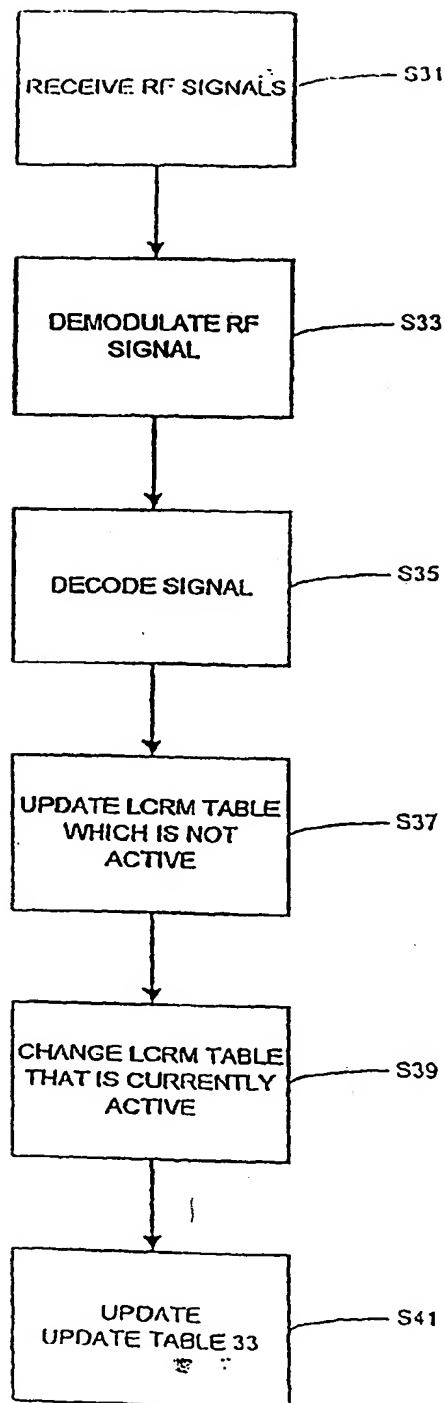 RECEIVE RF SIGNALS
S31
DEMODULATE RF
SIGNAL
S33
DECODE SIGNAL
S35
UPDATE LCRM TABLE
WHICH IS NOT
ACTIVE
S37
CHANGE LCRM TABLE
THAT IS CURRENTLY
ACTIVE
S39
UPDATE
UPDATE TABLE 33
S41